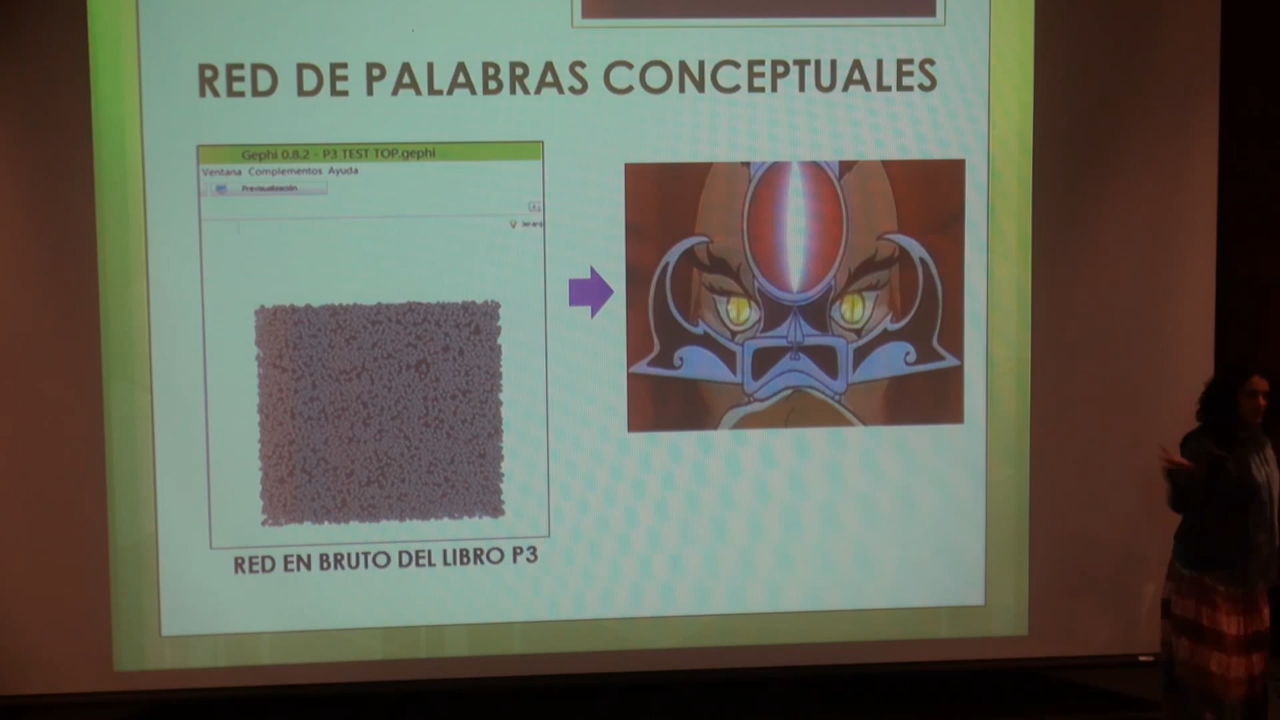 RED DE PALABRAS CONCEPTUALES
Gephi 0.8.2 - P3 TEST TOP.gephi
Ventana Complementos Ayuda
Previsualización
RED EN BRUTO DEL LIBRO P3